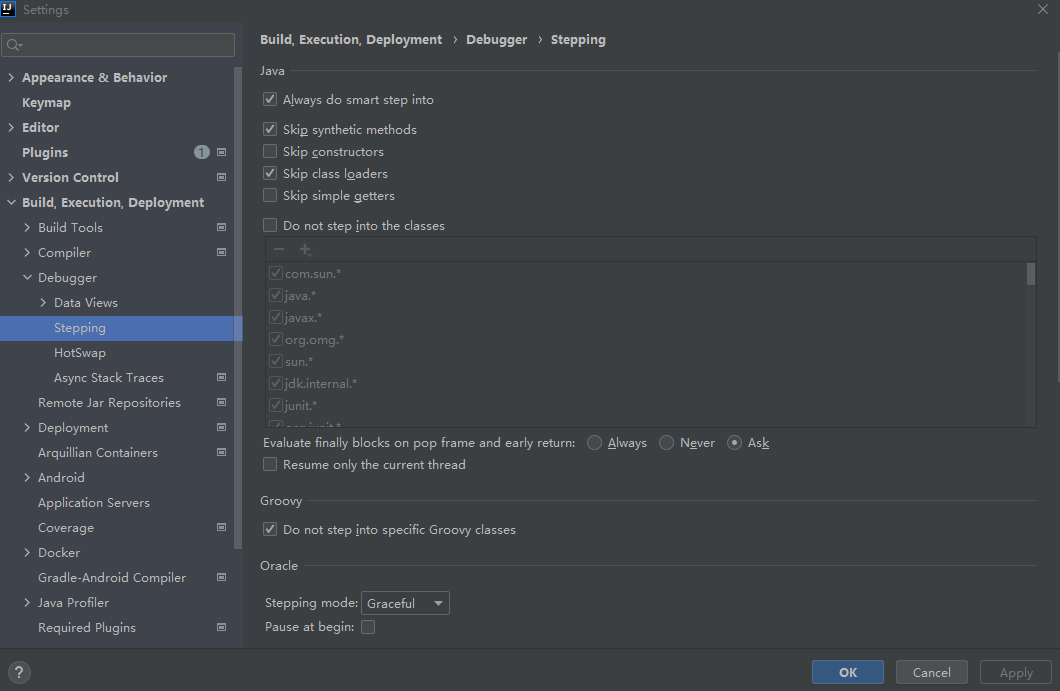 IJ Settings
Appearance & Behavior
Keymap
Editor
Plugins 1
Version Control
Build, Execution, Deployment
Build Tools
Compiler
Debugger
Data Views
Stepping
HotSwap
Async Stack Traces
Remote Jar Repositories
Deployment
Arquillian Containers
Android
Application Servers
Coverage
Docker
Gradle-Android Compiler
Java Profiler
Required Plugins
?
Build, Execution, Deployment › Debugger › Stepping
Java
Always do smart step into
Skip synthetic methods
Skip constructors
Skip class loaders
Skip simple getters
Do not step into the classes
com.sun.*
java.*
javax.*
org.omg.*
sun.*
jdk.internal.*
junit.*
Evaluate finally blocks on pop frame and early return: Always Never Ask
Resume only the current thread
Groovy
Do not step into specific Groovy classes
Oracle
Stepping mode: Graceful
Pause at begin:
OK Cancel Apply